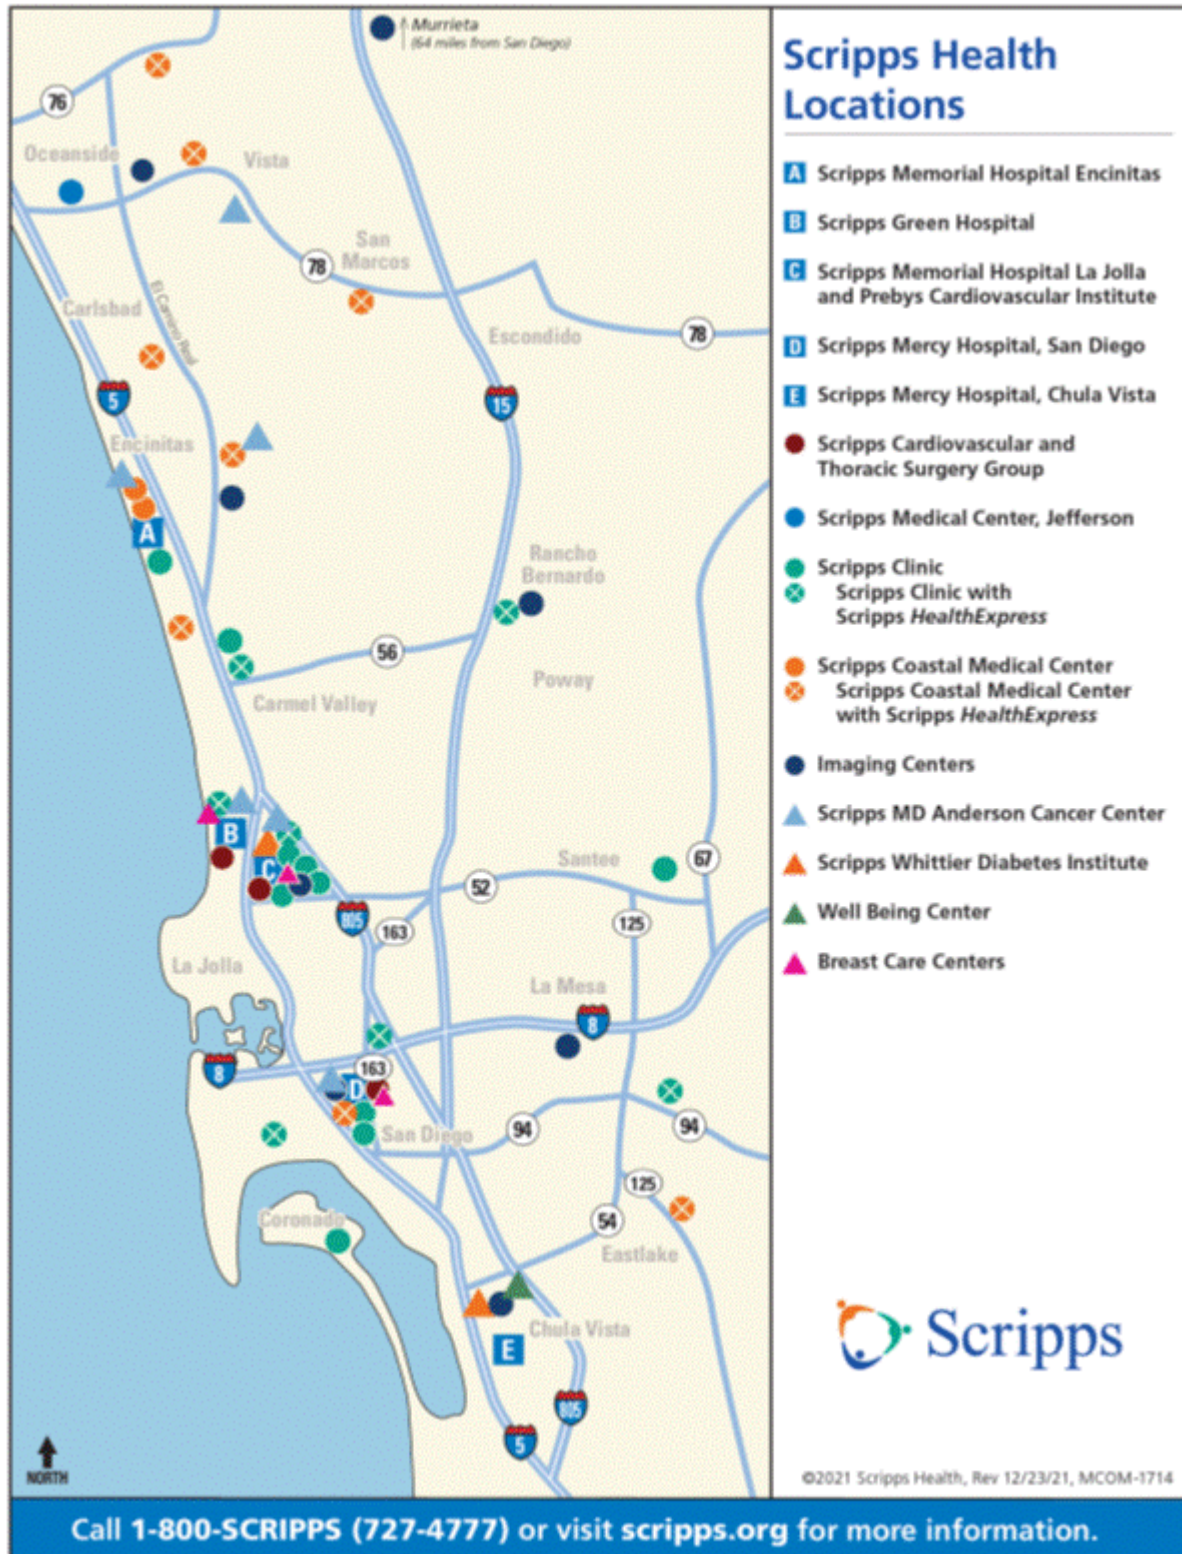 Murrieta
(64 miles from San Diego)
76
Oceanside
Vista
San
Marcos
78
Carlsbad
El Camino Real
Escondido
78
5
15
Encinitas
A
Rancho
Bernardo
56
Poway
Carmel Valley
B
C
Santee
67
52
805
163
125
La Jolla
La Mesa
8
8
163
D
San Diego
94
94
125
54
Coronado
Eastlake
Chula Vista
E
805
5
NORTH
Scripps Health
Locations
A Scripps Memorial Hospital Encinitas
B Scripps Green Hospital
C Scripps Memorial Hospital La Jolla
and Prebys Cardiovascular Institute
D Scripps Mercy Hospital, San Diego
E Scripps Mercy Hospital, Chula Vista
Scripps Cardiovascular and
Thoracic Surgery Group
Scripps Medical Center, Jefferson
Scripps Clinic
Scripps Clinic with
Scripps HealthExpress
Scripps Coastal Medical Center
Scripps Coastal Medical Center
with Scripps HealthExpress
Imaging Centers
Scripps MD Anderson Cancer Center
Scripps Whittier Diabetes Institute
Well Being Center
Breast Care Centers
Scripps
©2021 Scripps Health, Rev 12/23/21, MCOM-1714
Call 1-800-SCRIPPS (727-4777) or visit scripps.org for more information.